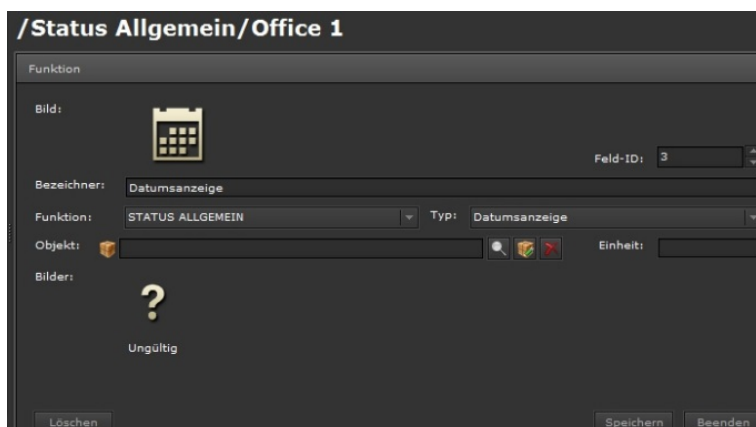 /Status Allgemein/Office 1
Funktion
Bild:
Feld-ID: 3
Bezeichner: Datumsanzeige
Funktion: STATUS ALLGEMEIN Typ: Datumsanzeige
Objekt: Einheit:
Bilder:
?
Ungültig
Löschen Speichern Beenden